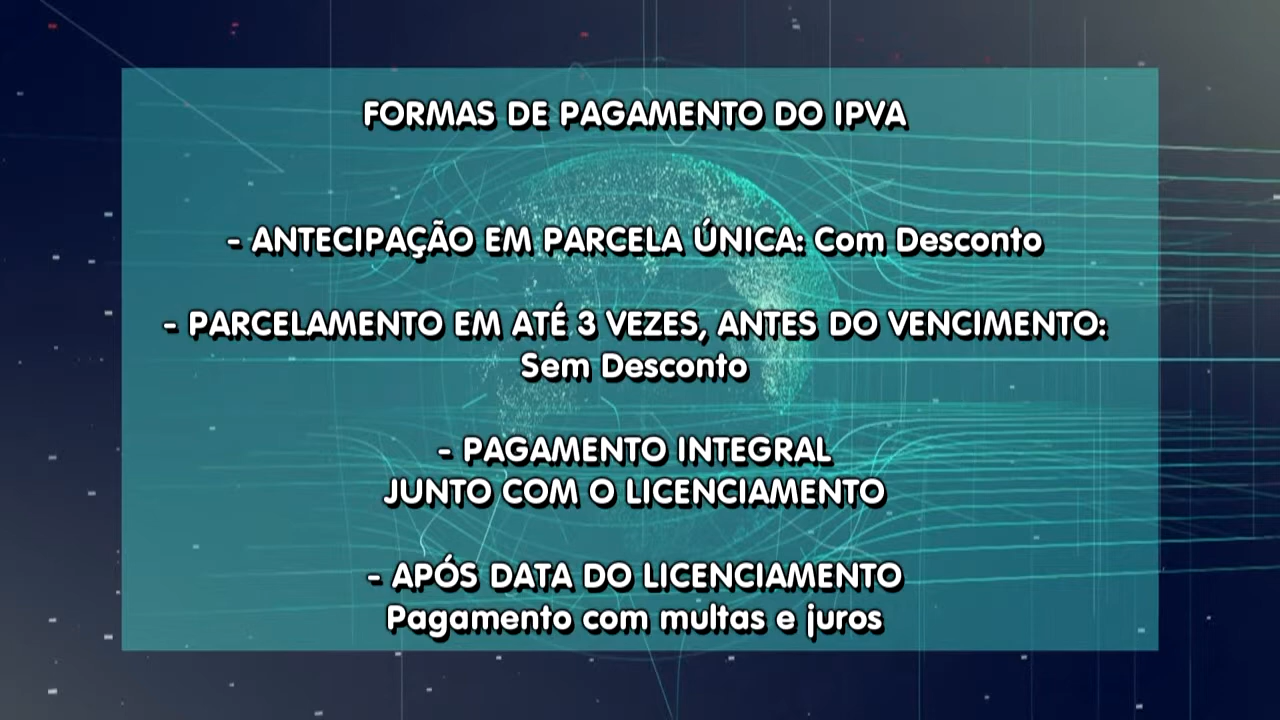 FORMAS DE PAGAMENTO DO IPVA
- ANTECIPAÇÃO EM PARCELA ÚNICA: Com Desconto
- PARCELAMENTO EM ATÉ 3 VEZES, ANTES DO VENCIMENTO:
Sem Desconto
- PAGAMENTO INTEGRAL
JUNTO COM O LICENCIAMENTO
- APÓS DATA DO LICENCIAMENTO
Pagamento com multas e juros